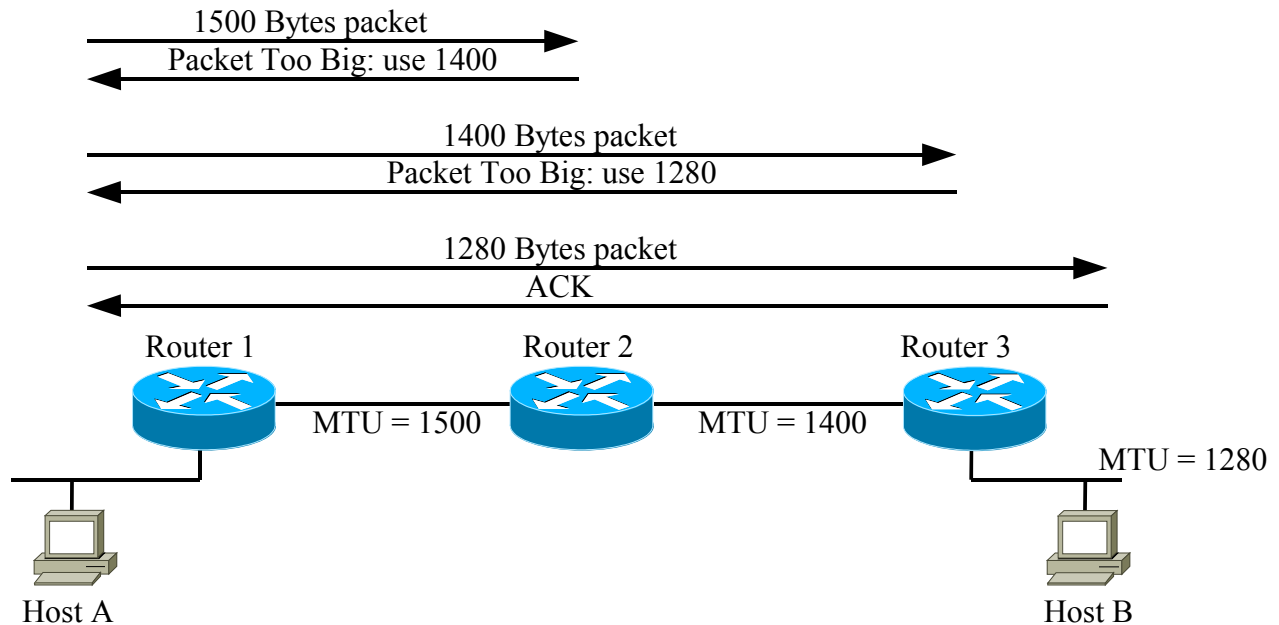 1500 Bytes packet
Packet Too Big: use 1400
1400 Bytes packet
Packet Too Big: use 1280
1280 Bytes packet
ACK
Router 1
Router 2
Router 3
MTU = 1500
MTU = 1400
MTU = 1280
Host A
Host B